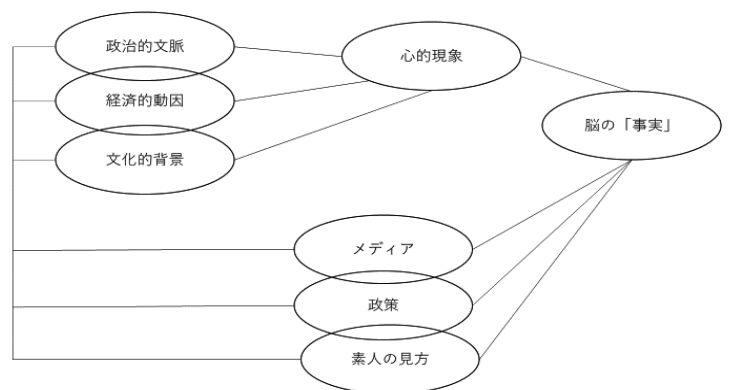 政治的文脈
心的現象
経済的動因
脳の「事実」
文化的背景
メディア
政策
素人の見方